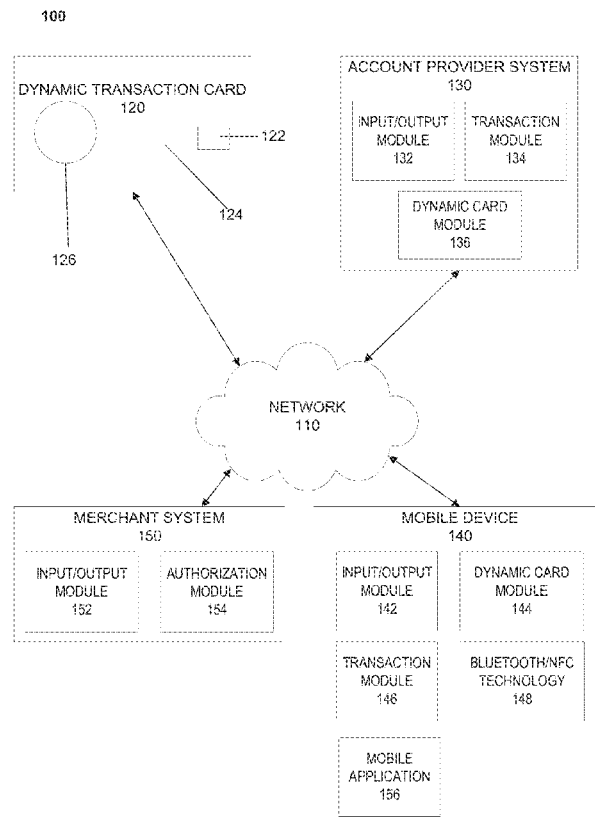 100
DYNAMIC TRANSACTION CARD
120
122
124
126
ACCOUNT PROVIDER SYSTEM
130
INPUT/OUTPUT
MODULE
132
TRANSACTION
MODULE
134
DYNAMIC CARD
MODULE
136
NETWORK
110
MERCHANT SYSTEM
150
INPUT/OUTPUT
MODULE
152
AUTHORIZATION
MODULE
154
MOBILE DEVICE
140
INPUT/OUTPUT
MODULE
142
DYNAMIC CARD
MODULE
144
TRANSACTION
MODULE
146
BLUETOOTH/NFC
TECHNOLOGY
148
MOBILE
APPLICATION
156